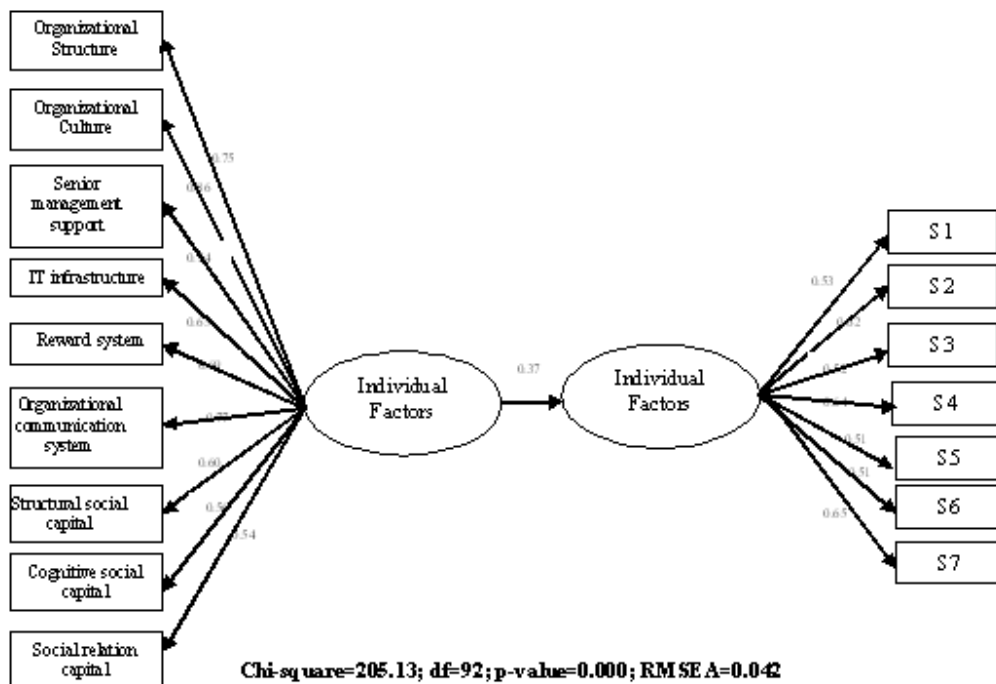 Organizational
Structure
Organizational
Culture
Senior
management
support
IT infrastructure
Reward system
Organizational
communication
system
Structural social
capital
Cognitive social
capital
Social relation
capital
0.75
0.60
0.54
Individual
Factors
0.37
Individual
Factors
0.53
0.51
0.51
0.65
S1
S2
S3
S4
S5
S6
S7
Chi-square=205.13; df=92; p-value=0.000; RMSEA=0.042